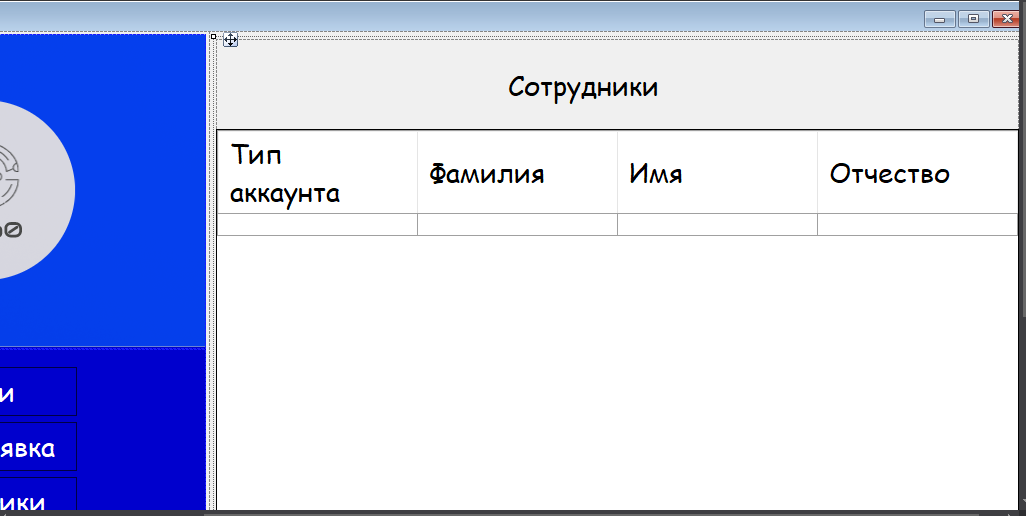 Сотрудники
Тип
аккаунта
Фамилия
Имя
Отчество